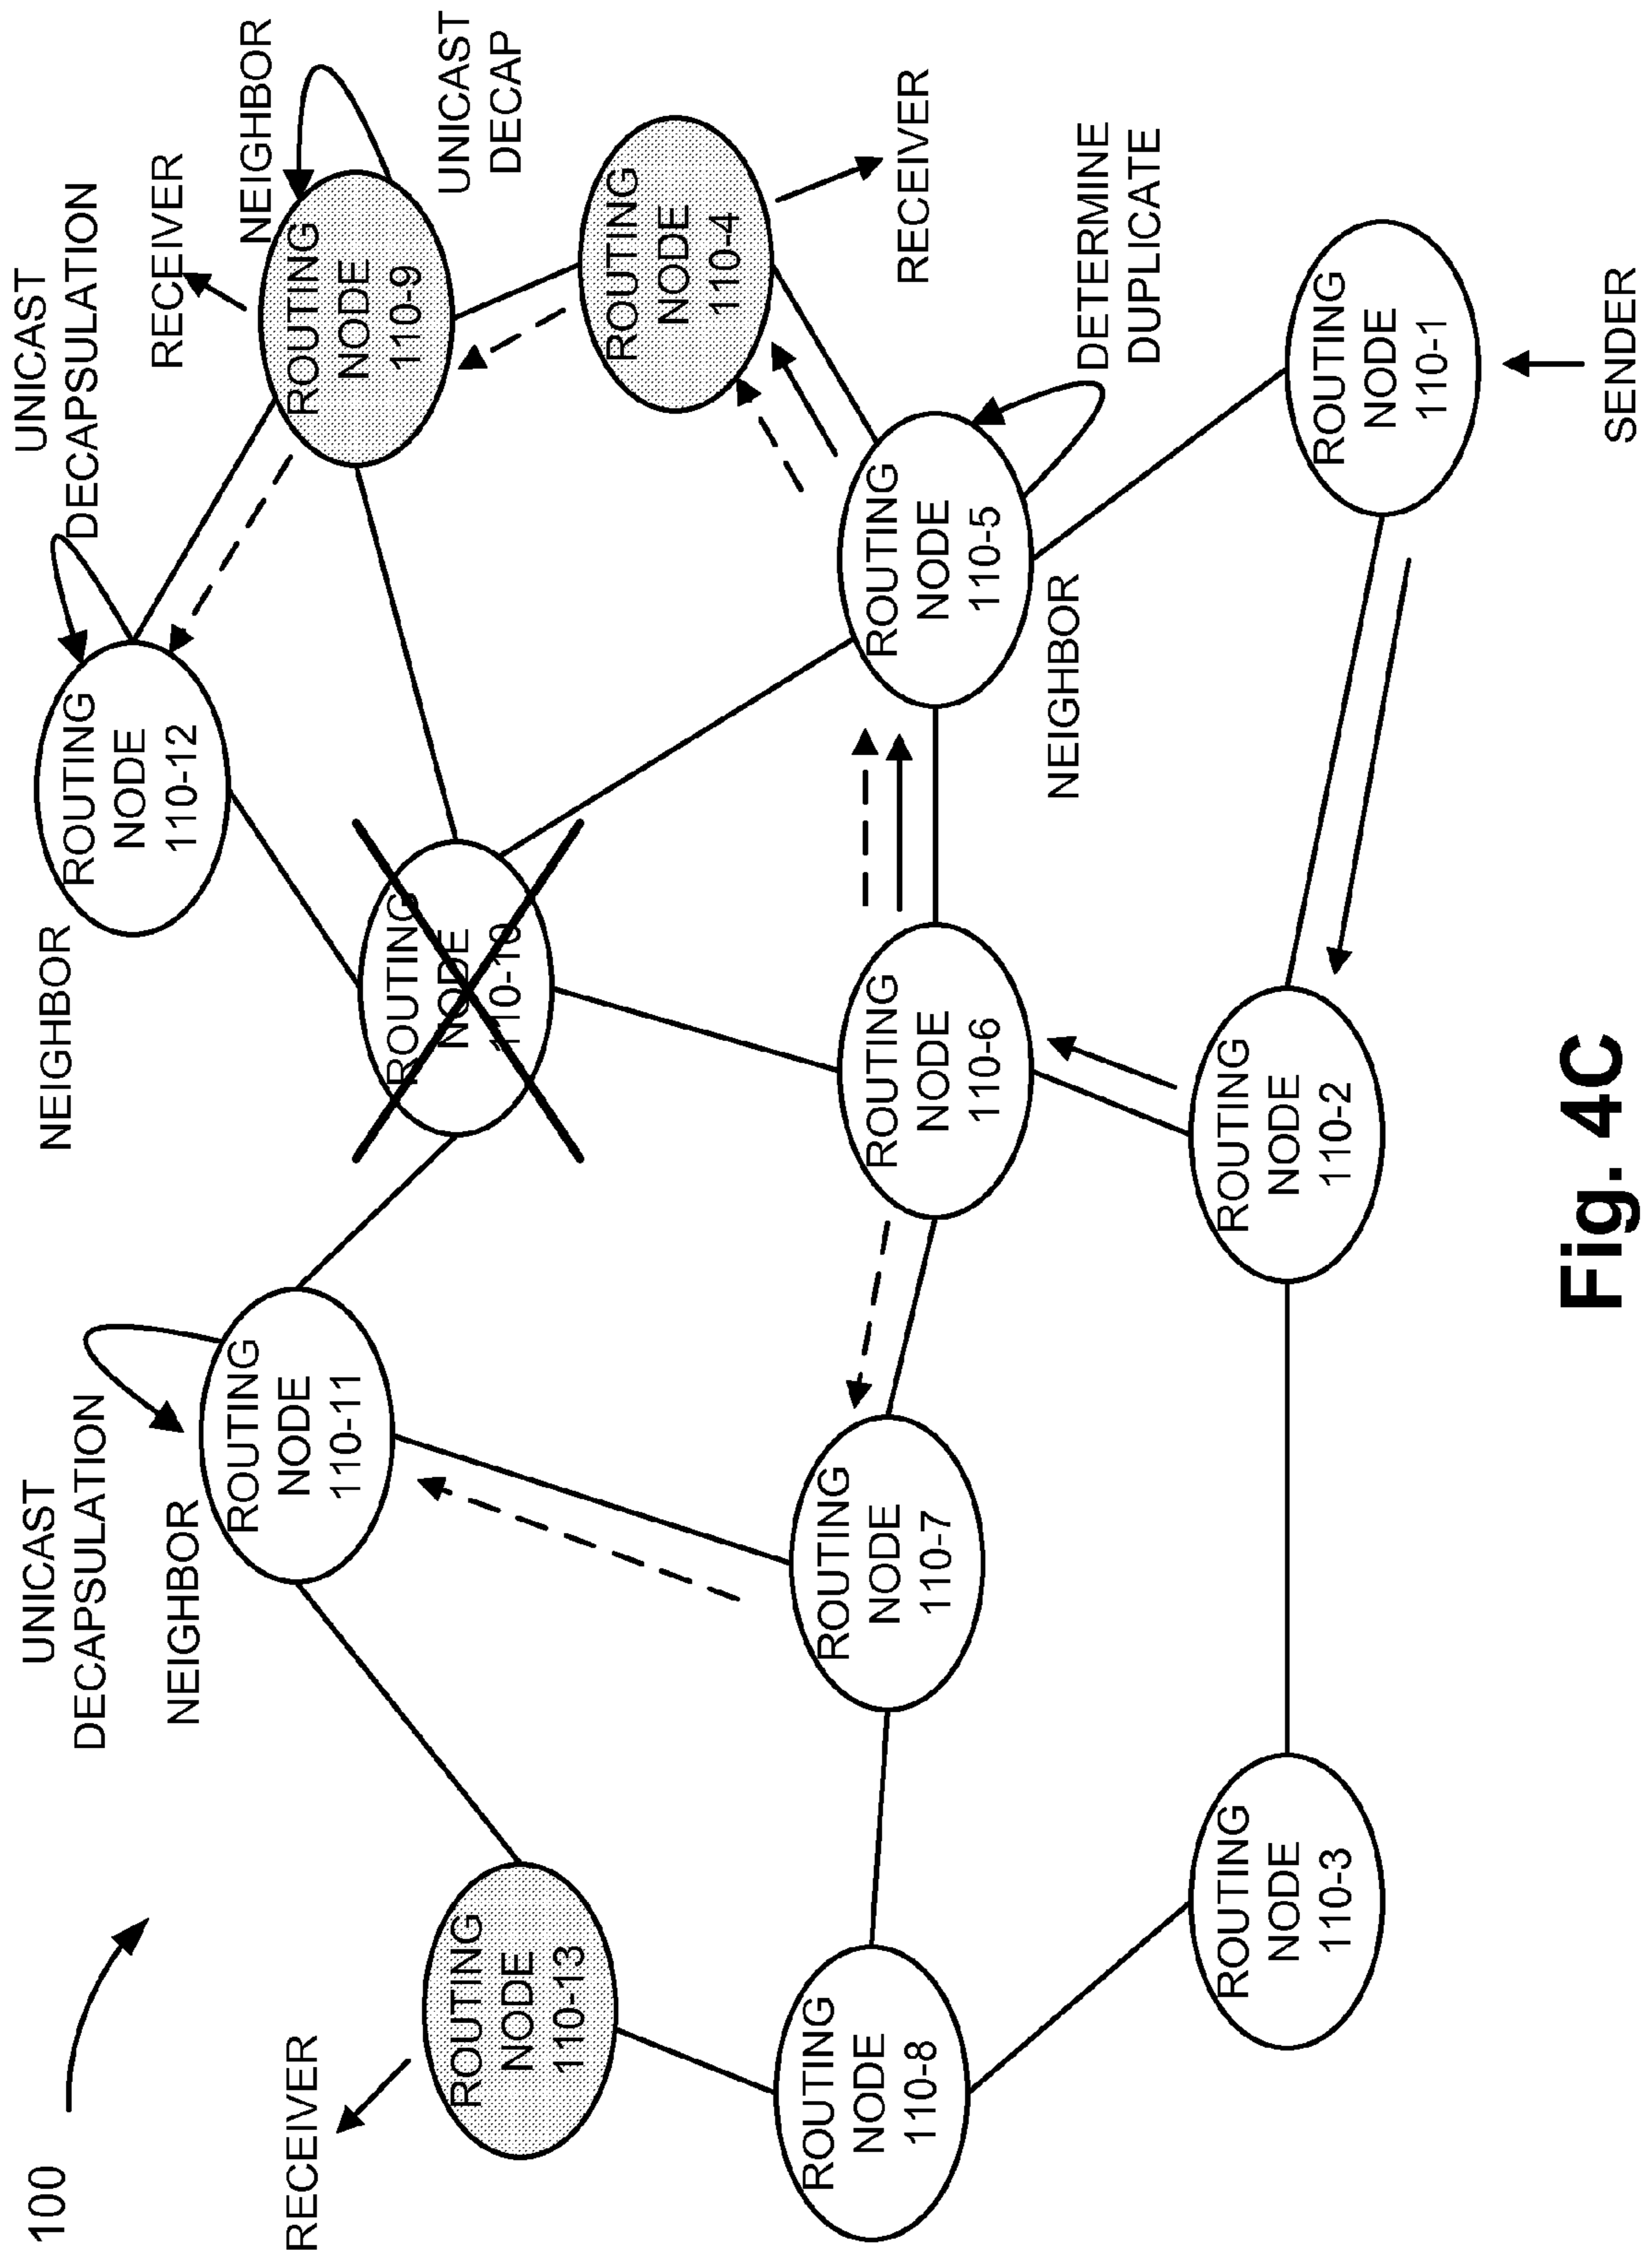 100
UNICAST
DECAPSULATION
NEIGHBOR
NEIGHBOR
UNICAST
DECAPSULATION
ROUTING
NODE
110-12
RECEIVER
NEIGHBOR
ROUTING
NODE
110-11
RECEIVER
ROUTING
NODE
110-9
ROUTING
NODE
110-10
UNICAST
DECAP
ROUTING
NODE
110-13
ROUTING
NODE
110-4
RECEIVER
ROUTING
NODE
110-8
ROUTING
NODE
110-7
ROUTING
NODE
110-6
ROUTING
NODE
110-5
NEIGHBOR
DETERMINE
DUPLICATE
ROUTING
NODE
110-3
ROUTING
NODE
110-2
ROUTING
NODE
110-1
SENDER
Fig. 4C